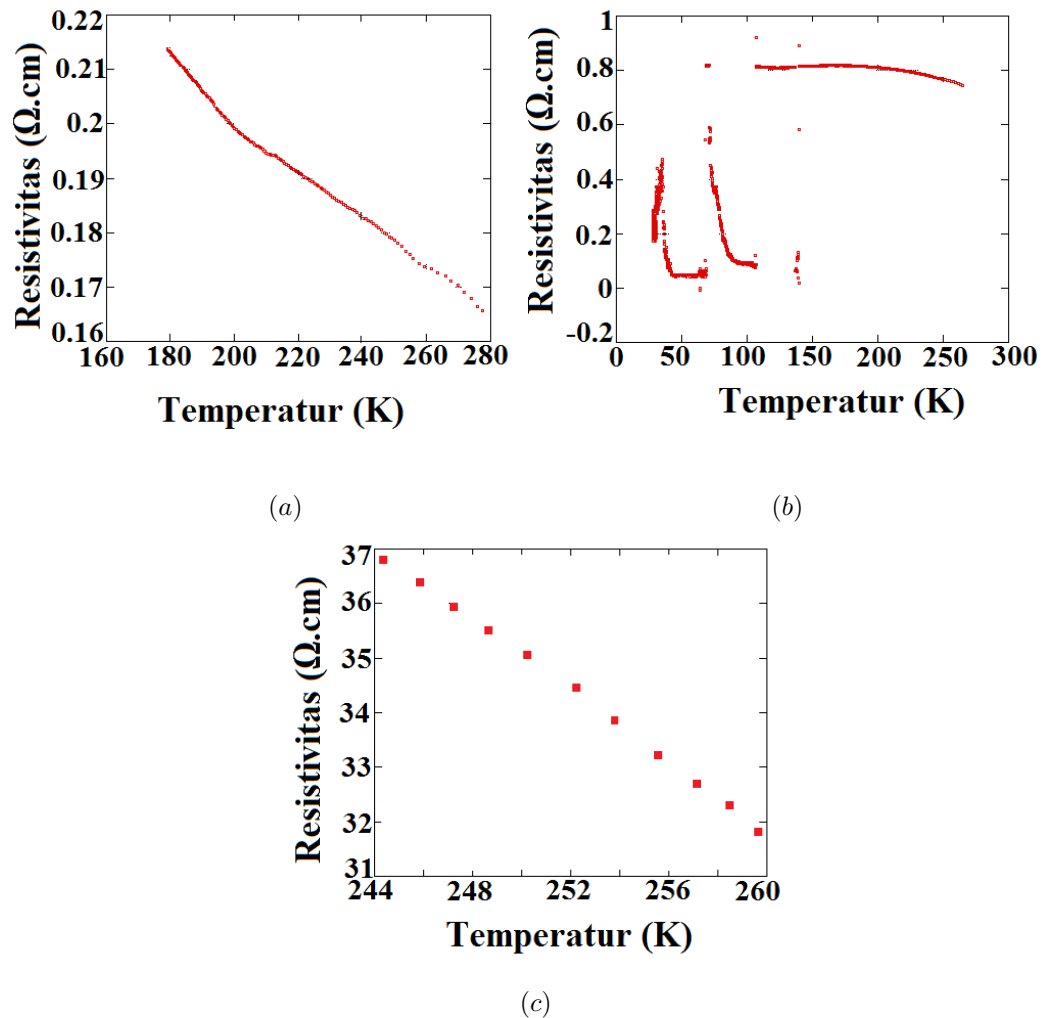 0.22
0.21
0.2
0.19
0.18
0.17
0.16
160 180 200 220 240 260 280
Resistivitas (Ω.cm)
Temperatur (K)
(a)
1
0.8
0.6
0.4
0.2
0
-0.2
0 50 100 150 200 250 300
Resistivitas (Ω.cm)
Temperatur (K)
(b)
37
36
35
34
33
32
31
244 248 252 256 260
Resistivitas (Ω.cm)
Temperatur (K)
(c)